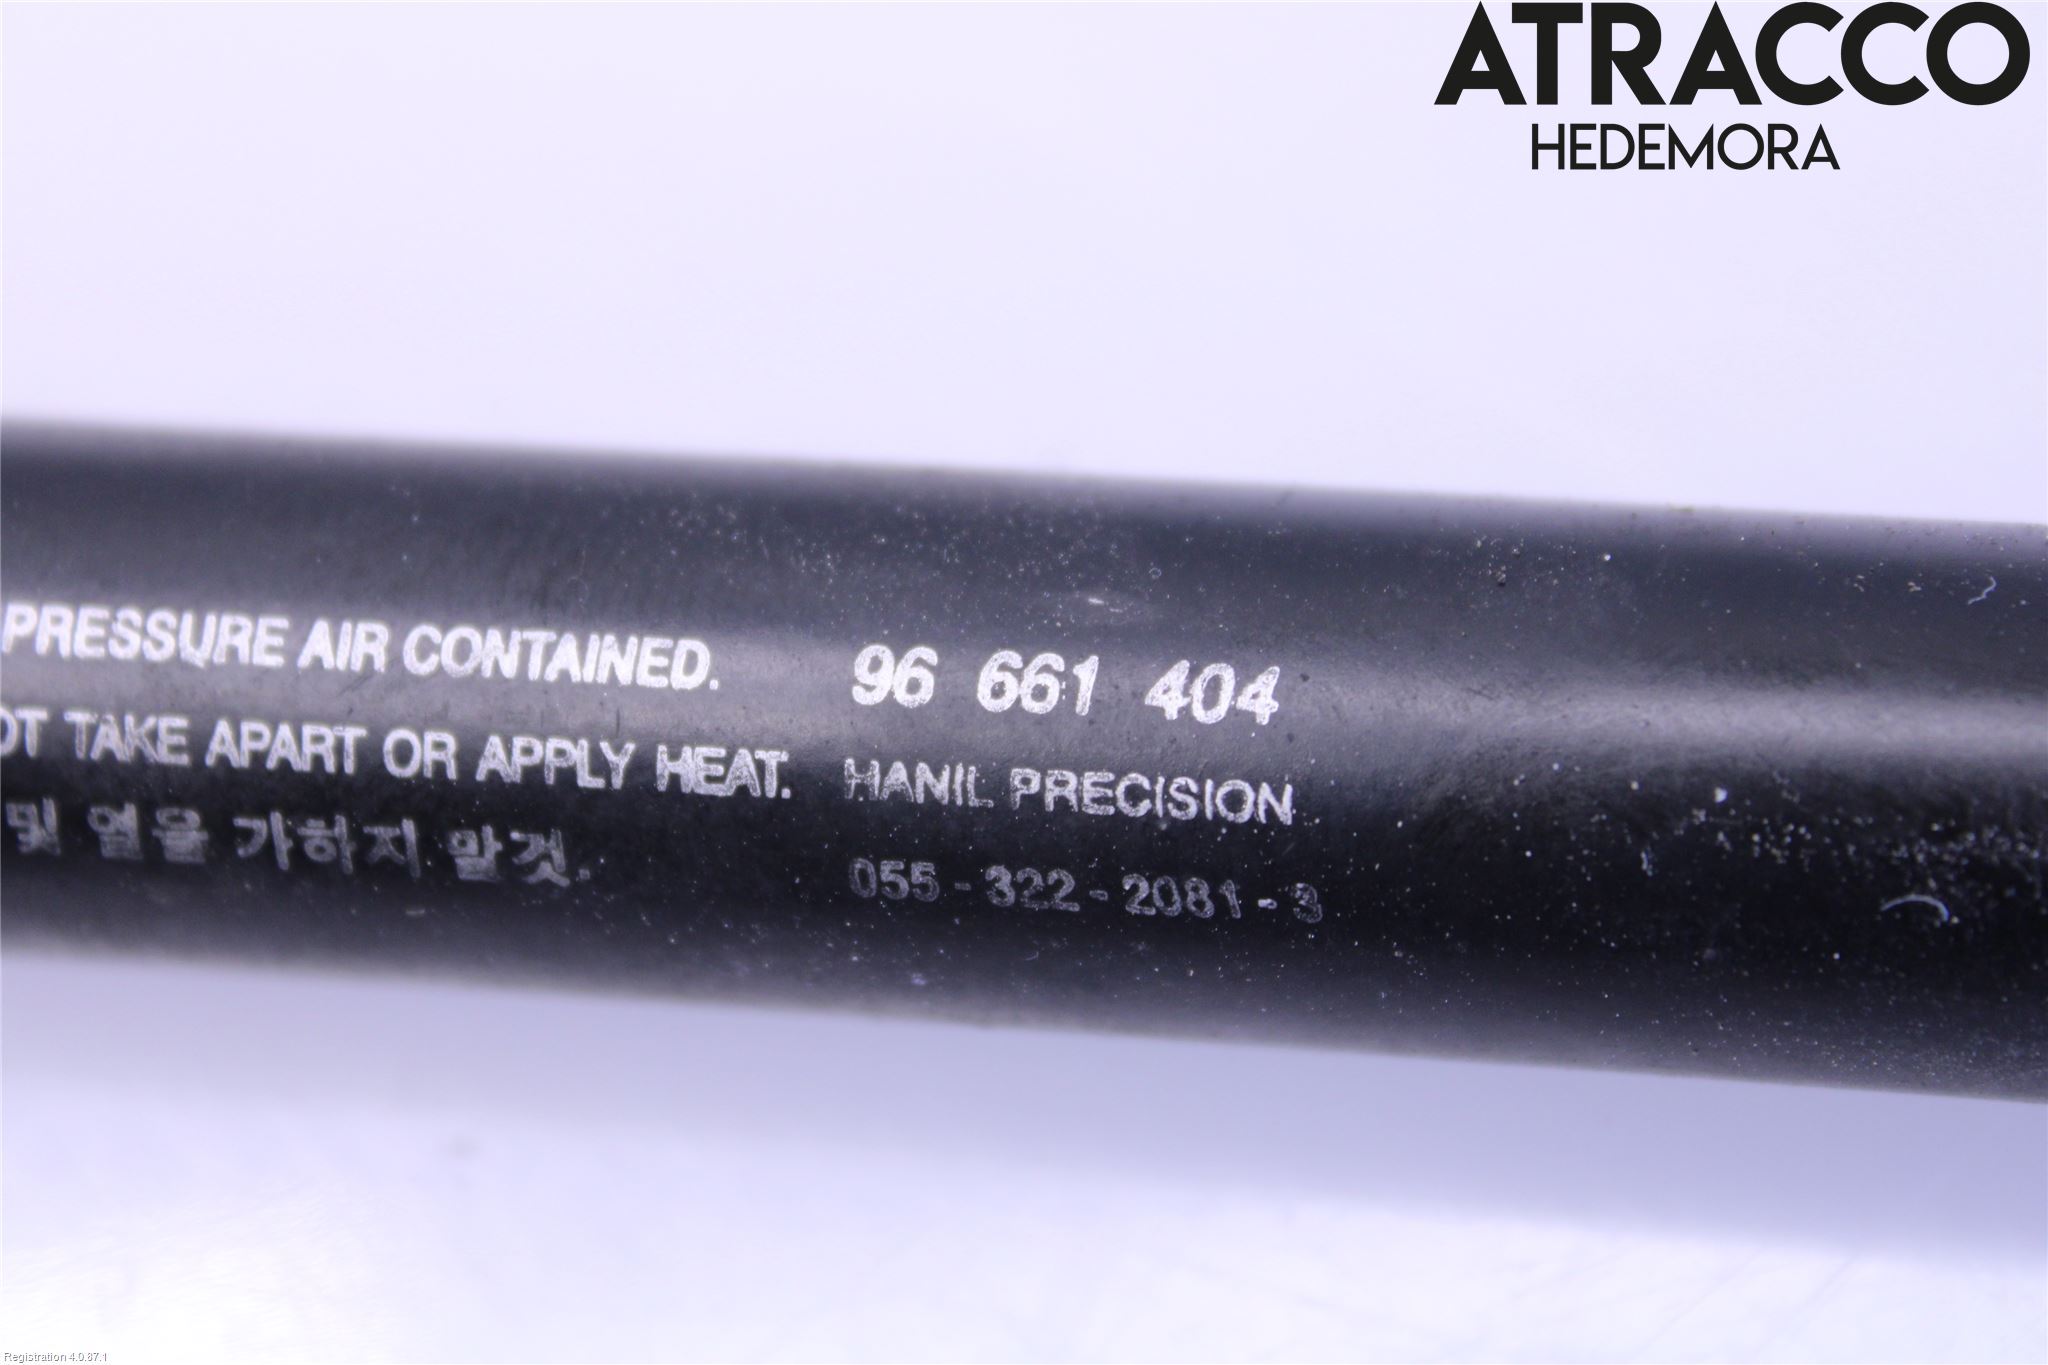 ATRACCO
HEDEMORA
PRESSURE AIR CONTAINED. 96 661 404
OT TAKE APART OR APPLY HEAT. HANIL PRECISION
및 열을 가하지 말것. 055-322-2081-3
Registration 4.0.87.1